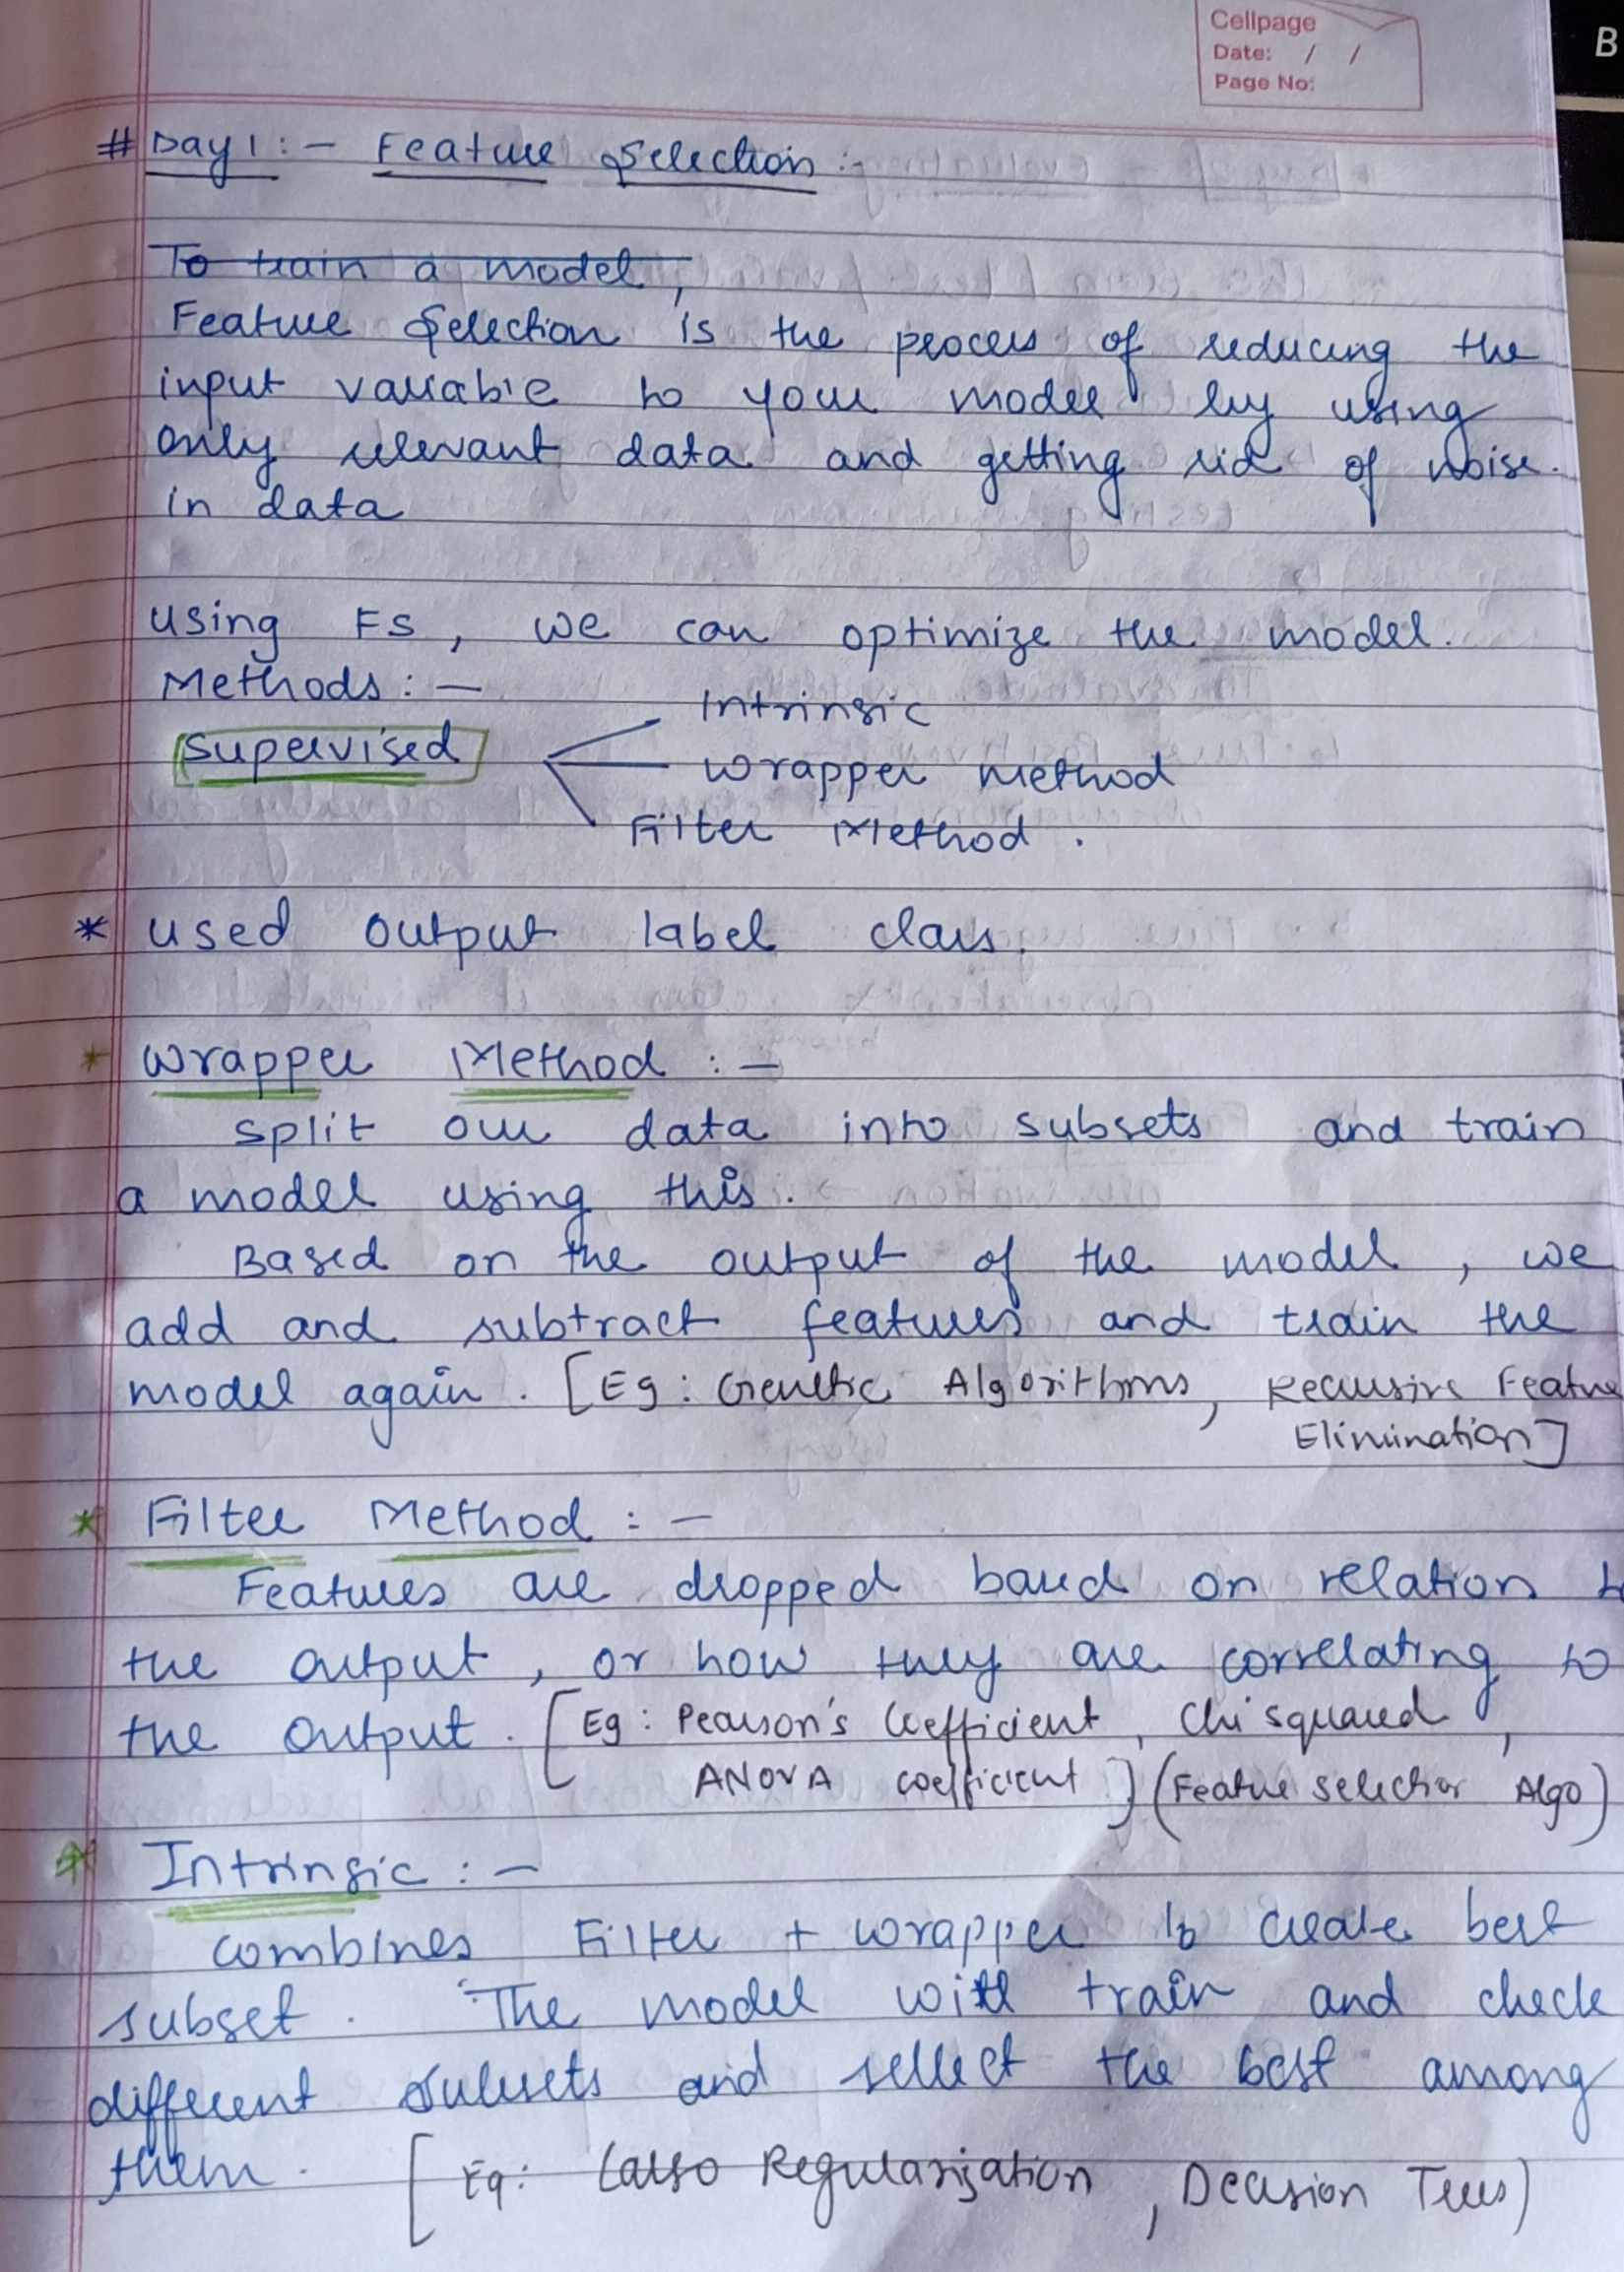 Cellpage
Date: / /
Page No:
B
# Day 1 :- Feature Selection :-
To train a model,
Feature Selection is the process of reducing the
input variable to your model by using
only relevant data and getting rid of noise.
in data
using FS, we can optimize the model.
Methods :-
Intrinsic
Supervised
Wrapper Method
Filter Method.
* used output label class.
* Wrapper Method :-
split our data into subsets and train
a model using this.
Based on the output of the model, we
add and subtract features and train the
model again. [Eg: Genetic Algorithms, Recursive Feature
Elimination]
* Filter Method :-
Features are dropped based on relation
the output, or how they are correlating to
the output. [Eg: Pearson's Coefficient, Chi squared,
ANOVA coefficient] (Feature Selection Algo)
* Intrinsic :-
combines Filter + wrapper to create best
subset. The model will train and check
different subsets and sellect the best among
them. [Eg: (Regularization, Decision Trees)